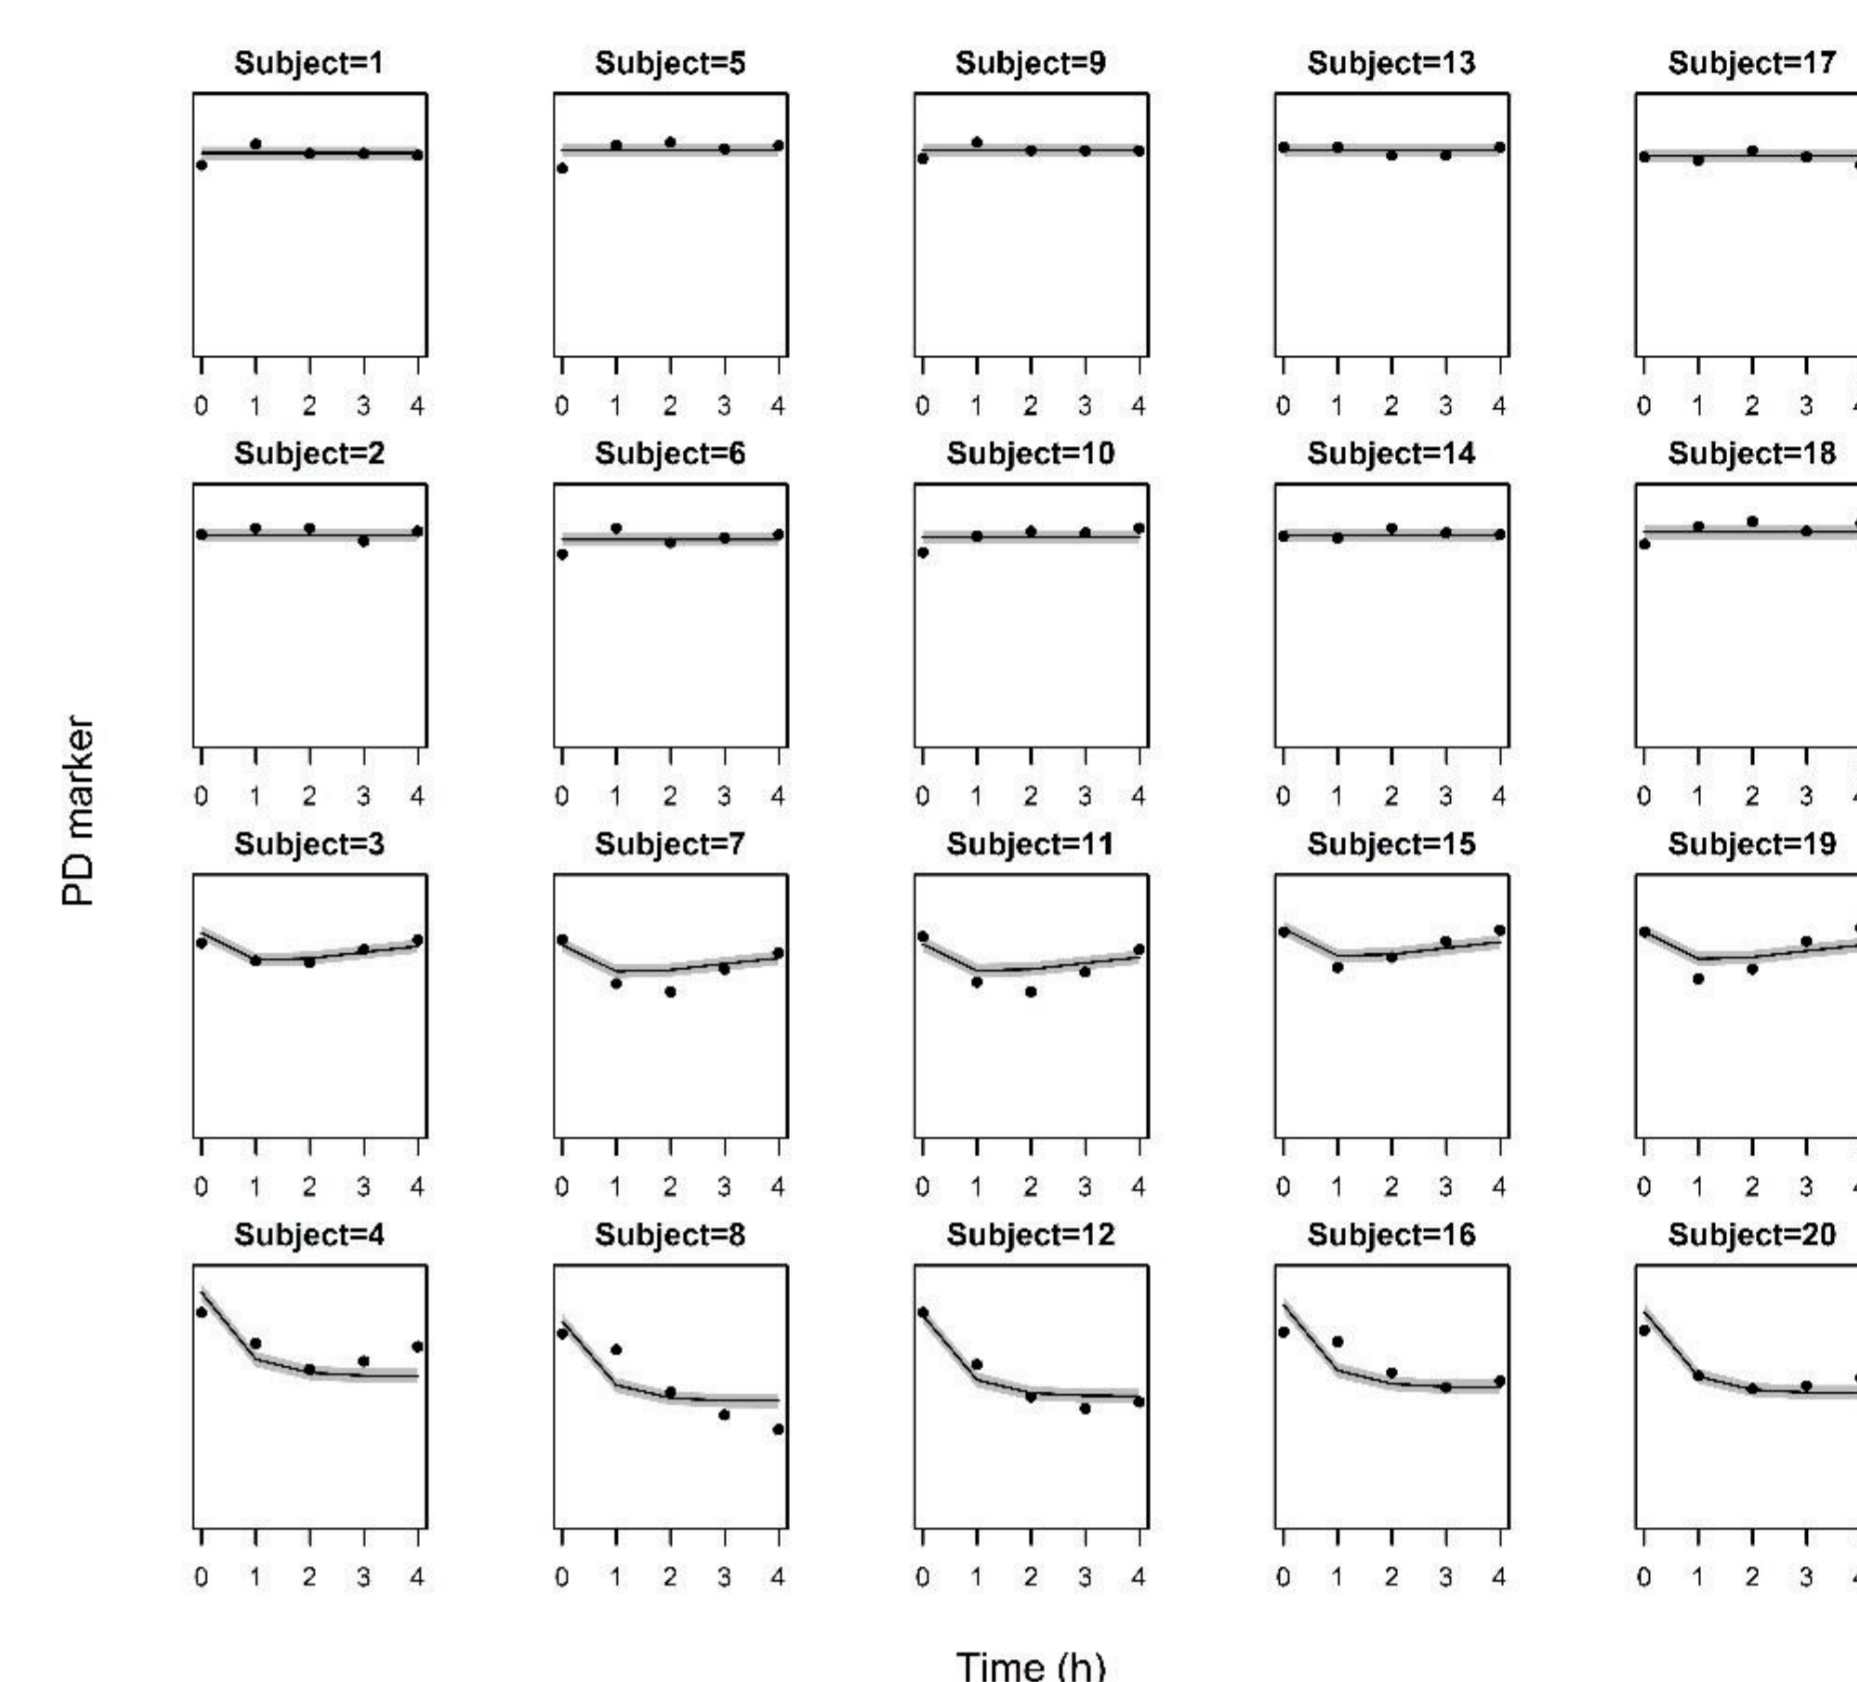 Subject=1 Subject=5 Subject=9 Subject=13 Subject=17
0 1 2 3 4 0 1 2 3 4 0 1 2 3 4 0 1 2 3 4 0 1 2 3
Subject=2 Subject=6 Subject=10 Subject=14 Subject=18
0 1 2 3 4 0 1 2 3 4 0 1 2 3 4 0 1 2 3 4 0 1 2 3
PD marker
Subject=3 Subject=7 Subject=11 Subject=15 Subject=19
0 1 2 3 4 0 1 2 3 4 0 1 2 3 4 0 1 2 3 4 0 1 2 3
Subject=4 Subject=8 Subject=12 Subject=16 Subject=20
0 1 2 3 4 0 1 2 3 4 0 1 2 3 4 0 1 2 3 4 0 1 2 3
Time (h)